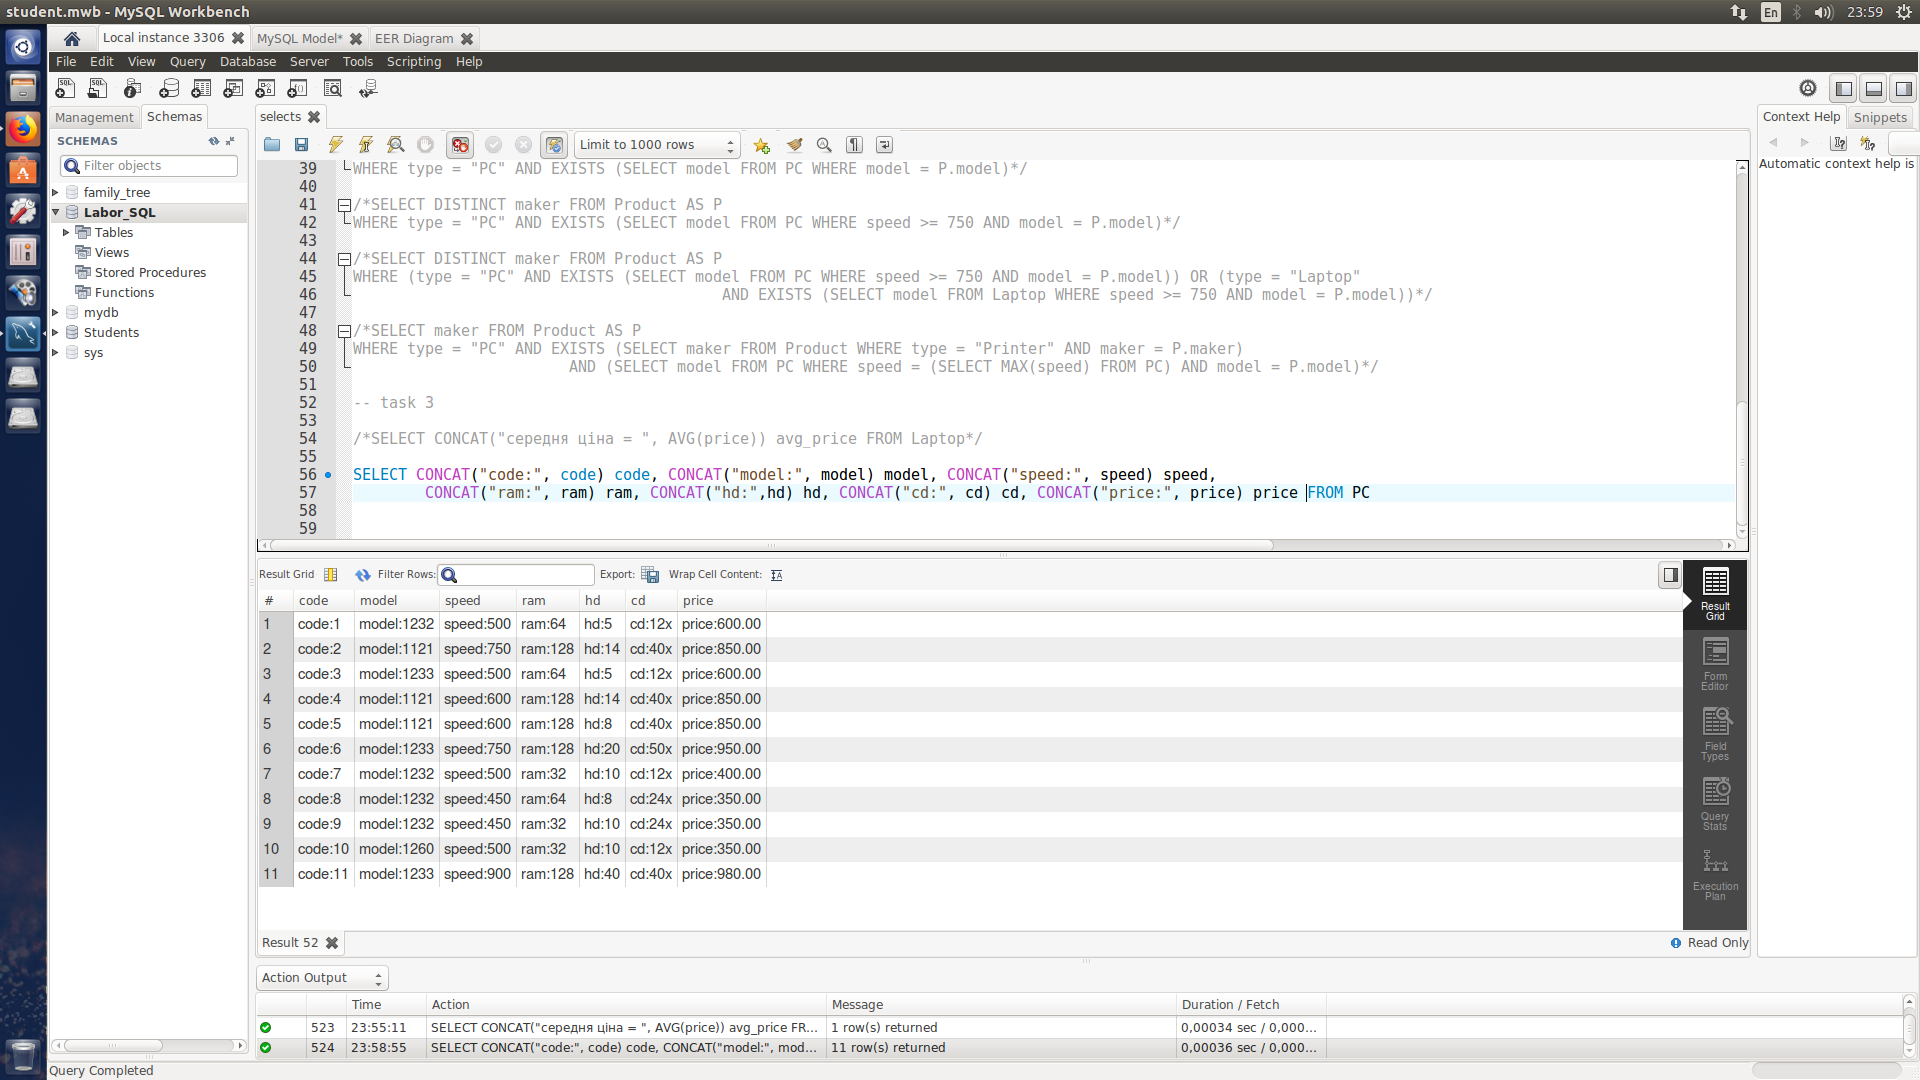 student.mwb - MySQL Workbench
En
23:59
Local instance 3306
MySQL Model*
EER Diagram
File Edit View Query Database Server Tools Scripting Help
Management
Schemas
SCHEMAS
Filter objects
family_tree
Labor_SQL
Tables
Views
Stored Procedures
Functions
mydb
Students
sys
selects
Limit to 1000 rows
39 WHERE type = "PC" AND EXISTS (SELECT model FROM PC WHERE model = P.model)*/
40
41 /*SELECT DISTINCT maker FROM Product AS P
42 WHERE type = "PC" AND EXISTS (SELECT model FROM PC WHERE speed >= 750 AND model = P.model)*/
43
44 /*SELECT DISTINCT maker FROM Product AS P
45 WHERE (type = "PC" AND EXISTS (SELECT model FROM PC WHERE speed >= 750 AND model = P.model)) OR (type = "Laptop"
46 AND EXISTS (SELECT model FROM Laptop WHERE speed >= 750 AND model = P.model))*/
47
48 /*SELECT maker FROM Product AS P
49 WHERE type = "PC" AND EXISTS (SELECT maker FROM Product WHERE type = "Printer" AND maker = P.maker)
50 AND (SELECT model FROM PC WHERE speed = (SELECT MAX(speed) FROM PC) AND model = P.model)*/
51
52 -- task 3
53
54 /*SELECT CONCAT("середня ціна = ", AVG(price)) avg_price FROM Laptop*/
55
56 SELECT CONCAT("code:", code) code, CONCAT("model:", model) model, CONCAT("speed:", speed) speed,
57 CONCAT("ram:", ram) ram, CONCAT("hd:",hd) hd, CONCAT("cd:", cd) cd, CONCAT("price:", price) price FROM PC
58
59
Result Grid
Filter Rows:
Export:
Wrap Cell Content:
# code model speed ram hd cd price
1 code:1 model:1232 speed:500 ram:64 hd:5 cd:12x price:600.00
2 code:2 model:1121 speed:750 ram:128 hd:14 cd:40x price:850.00
3 code:3 model:1233 speed:500 ram:64 hd:5 cd:12x price:600.00
4 code:4 model:1121 speed:600 ram:128 hd:14 cd:40x price:850.00
5 code:5 model:1121 speed:600 ram:128 hd:8 cd:40x price:850.00
6 code:6 model:1233 speed:750 ram:128 hd:20 cd:50x price:950.00
7 code:7 model:1232 speed:500 ram:32 hd:10 cd:12x price:400.00
8 code:8 model:1232 speed:450 ram:64 hd:8 cd:24x price:350.00
9 code:9 model:1232 speed:450 ram:32 hd:10 cd:24x price:350.00
10 code:10 model:1260 speed:500 ram:32 hd:10 cd:12x price:350.00
11 code:11 model:1233 speed:900 ram:128 hd:40 cd:40x price:980.00
Result
Grid
Form
Editor
Field
Types
Query
Stats
Execution
Plan
Result 52
Read Only
Context Help
Snippets
Automatic context help is
Action Output
Time Action Message Duration / Fetch
523 23:55:11 SELECT CONCAT("середня ціна = ", AVG(price)) avg_price FR... 1 row(s) returned 0,00034 sec / 0,000...
524 23:58:55 SELECT CONCAT("code:", code) code, CONCAT("model:", mod... 11 row(s) returned 0,00036 sec / 0,000...
Query Completed